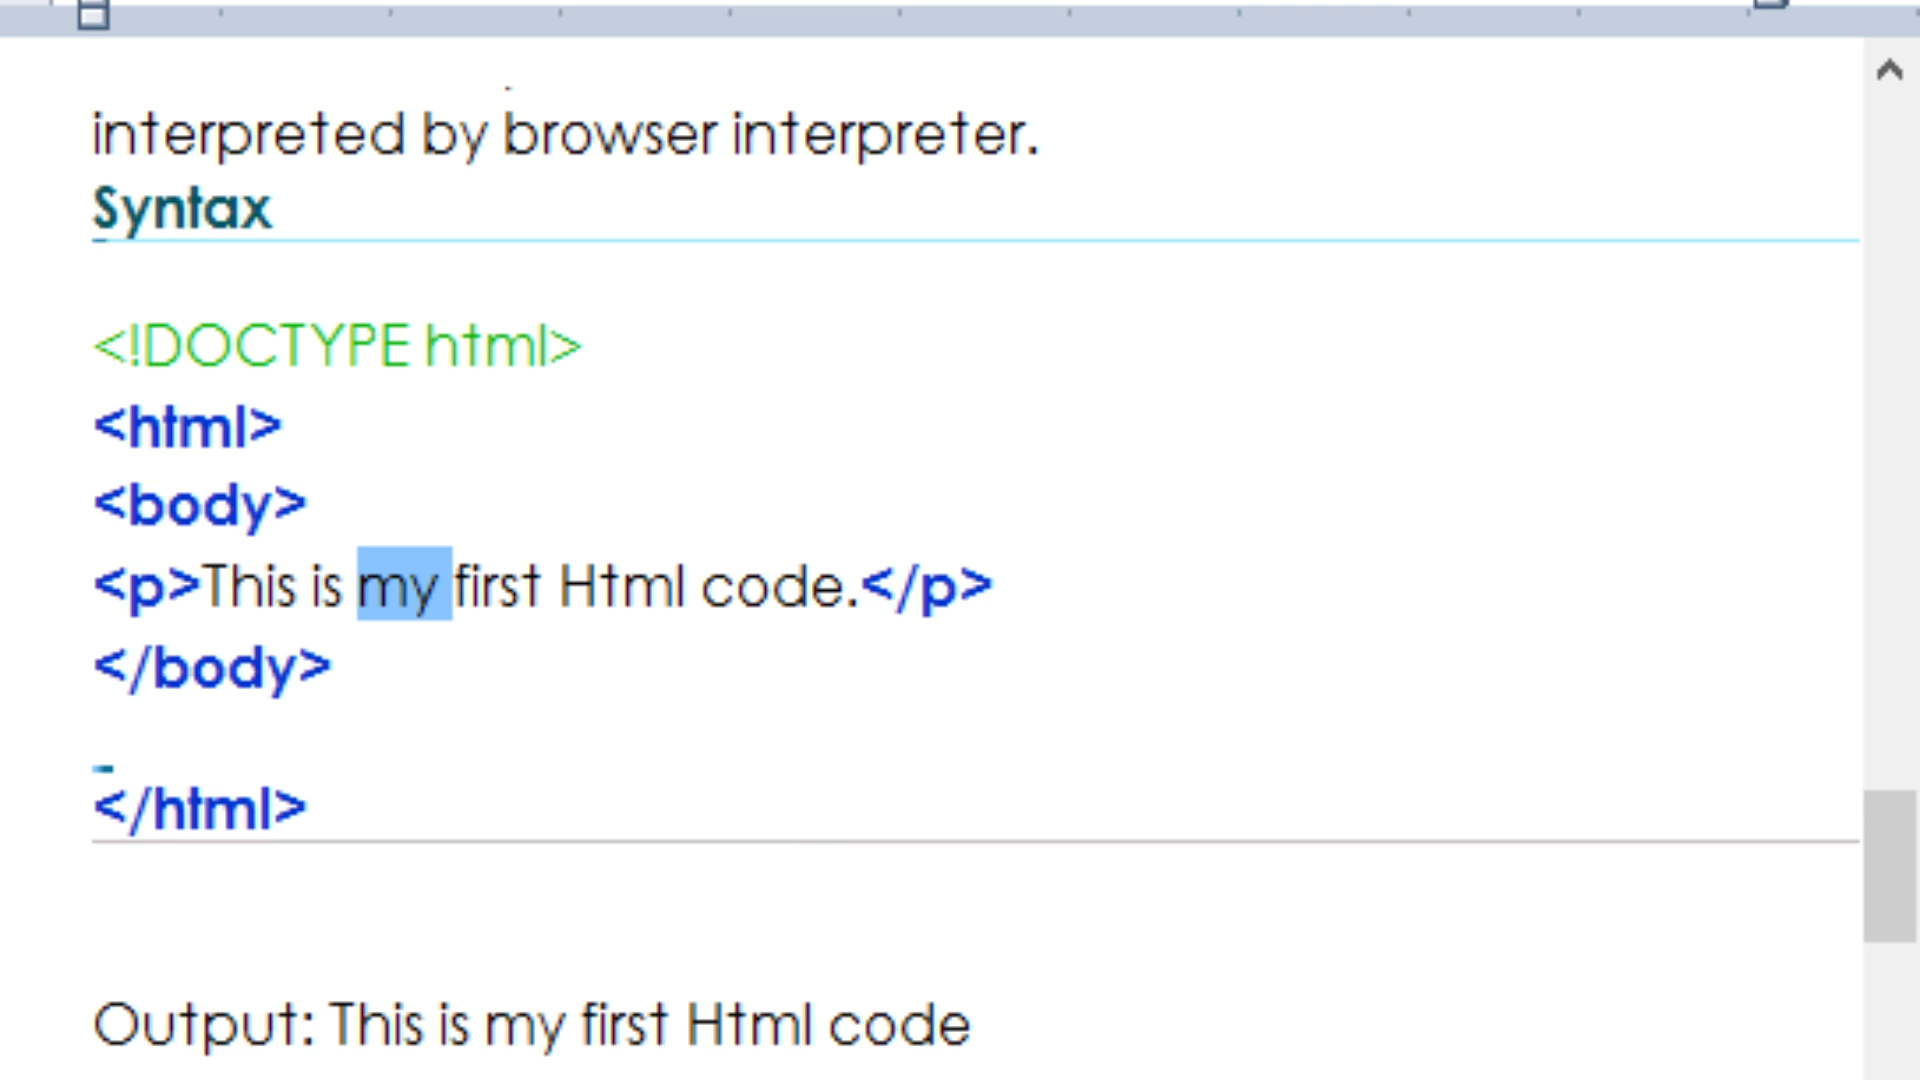 interpreted by browser interpreter.
Syntax
<!DOCTYPE html>
<html>
<body>
<p>This is my first Html code.</p>
</body>
</html>
Output: This is my first Html code